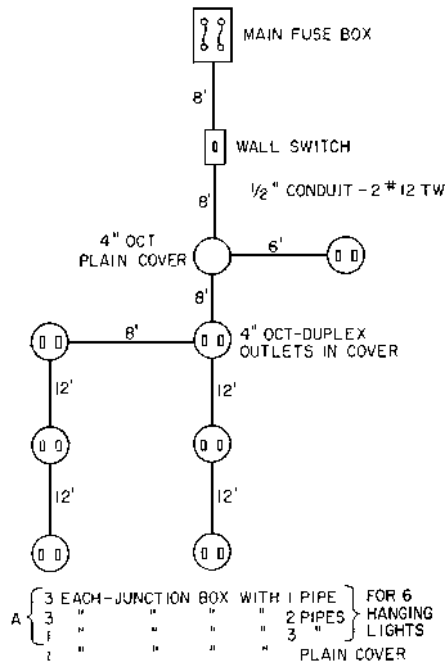 MAIN FUSE BOX
8'
WALL SWITCH
1/2" CONDUIT - 2 #12 TW
8'
4" OCT
PLAIN COVER
6'
8'
8'
4" OCT-DUPLEX
OUTLETS IN COVER
12'
12'
12'
12'
A
3 EACH-JUNCTION BOX WITH 1 PIPE
3 " " " " 2 PIPES
" " " " 3 "
" " " " PLAIN COVER
FOR 6
HANGING
LIGHTS